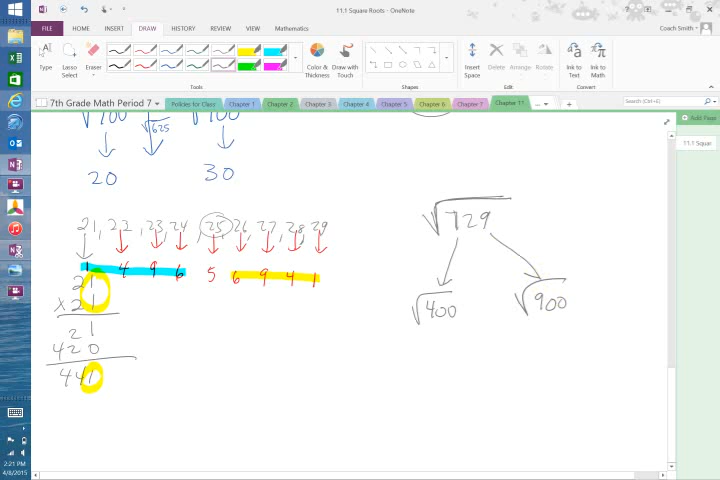 11.1 Square Roots - OneNote
FILE HOME INSERT DRAW HISTORY REVIEW VIEW Mathematics
Coach Smith
Type Lasso Select Eraser
Color & Thickness Draw with Touch
Insert Space Delete Arrange Rotate
Ink to Text Ink to Math
Tools Shapes Edit Convert
7th Grade Math Period 7 Policies for Class Chapter 1 Chapter 2 Chapter 3 Chapter 4 Chapter 5 Chapter 6 Chapter 7 Chapter 11 ... +
Search (Ctrl+E)
Add Page
11.1 Squar
√625
20 30
21, 22, 23, 24, 25, 26, 27, 28, 29
1 4 9 6 5 6 9 4 1
21
x21
21
420
441
√729
√400 √900
2:21 PM
4/8/2015